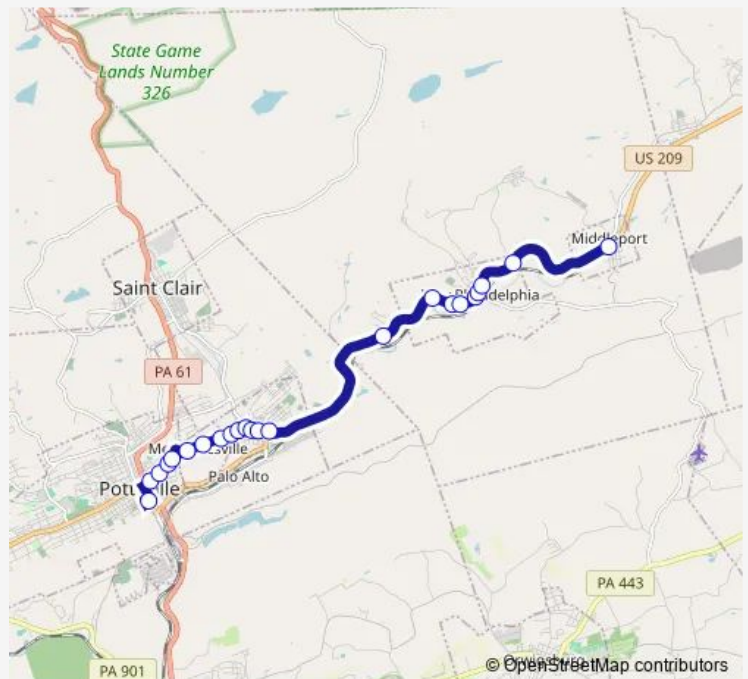 State Game
Lands Number
326
US 209
Middleport
Saint Clair
PA 61
Palo Alto
PA 443
PA 901
© OpenStreetMap contributors